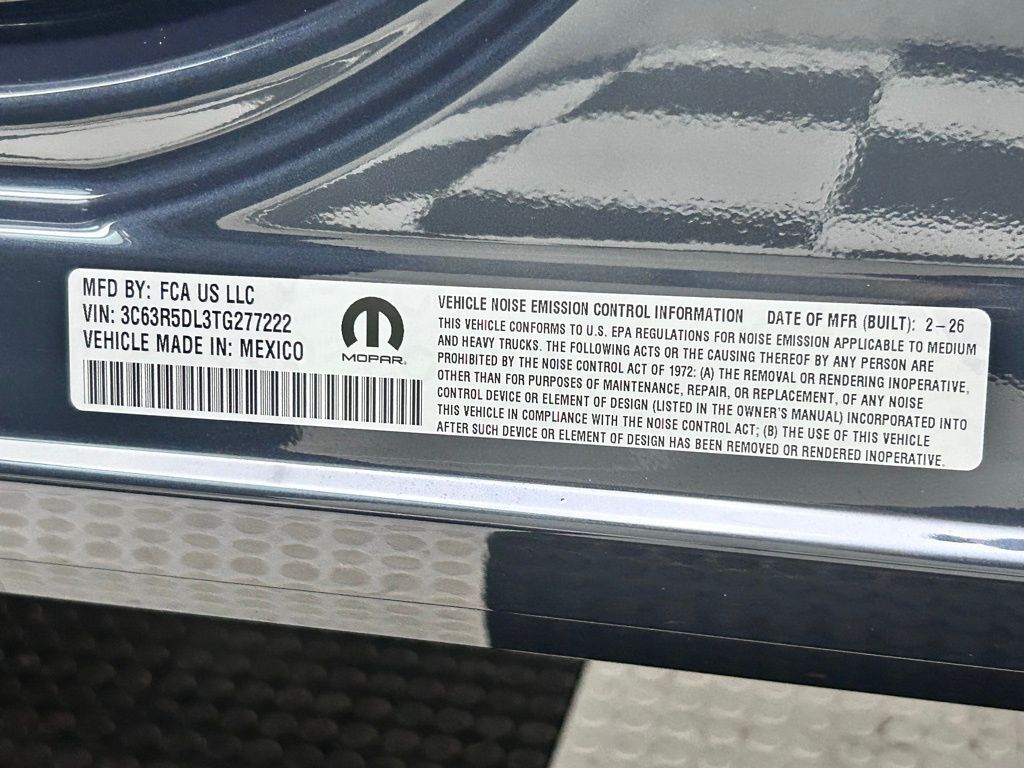 MFD BY: FCA US LLC
VIN: 3C63R5DL3TG277222
VEHICLE MADE IN: MEXICO
MOPAR®
VEHICLE NOISE EMISSION CONTROL INFORMATION DATE OF MFR (BUILT): 2-26
THIS VEHICLE CONFORMS TO U.S. EPA REGULATIONS FOR NOISE EMISSION APPLICABLE TO MEDIUM
AND HEAVY TRUCKS. THE FOLLOWING ACTS OR THE CAUSING THEREOF BY ANY PERSON ARE
PROHIBITED BY THE NOISE CONTROL ACT OF 1972: (A) THE REMOVAL OR RENDERING INOPERATIVE,
OTHER THAN FOR PURPOSES OF MAINTENANCE, REPAIR, OR REPLACEMENT, OF ANY NOISE
CONTROL DEVICE OR ELEMENT OF DESIGN (LISTED IN THE OWNER'S MANUAL) INCORPORATED INTO
THIS VEHICLE IN COMPLIANCE WITH THE NOISE CONTROL ACT; (B) THE USE OF THIS VEHICLE
AFTER SUCH DEVICE OR ELEMENT OF DESIGN HAS BEEN REMOVED OR RENDERED INOPERATIVE.